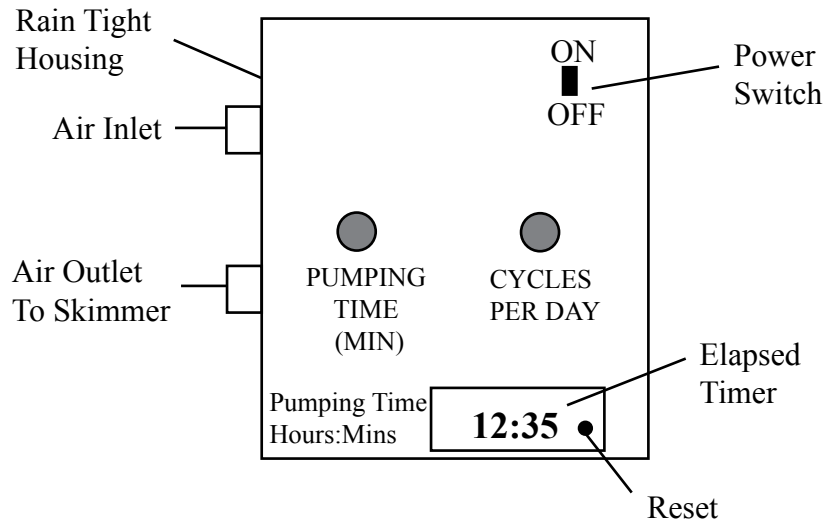 Rain Tight
Housing
ON
OFF
Power
Switch
Air Inlet
Air Outlet
To Skimmer
PUMPING
TIME
(MIN)
CYCLES
PER DAY
Elapsed
Timer
Pumping Time
Hours:Mins
12:35
Reset